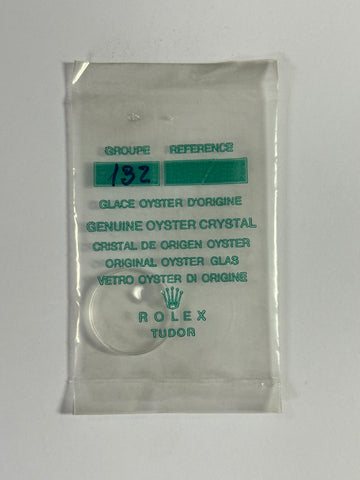 GROUPE REFERENCE
132
GLACE OYSTER D'ORIGINE
GENUINE OYSTER CRYSTAL
CRISTAL DE ORIGEN OYSTER
ORIGINAL OYSTER GLAS
VETRO OYSTER DI ORIGINE
ROLEX
TUDOR